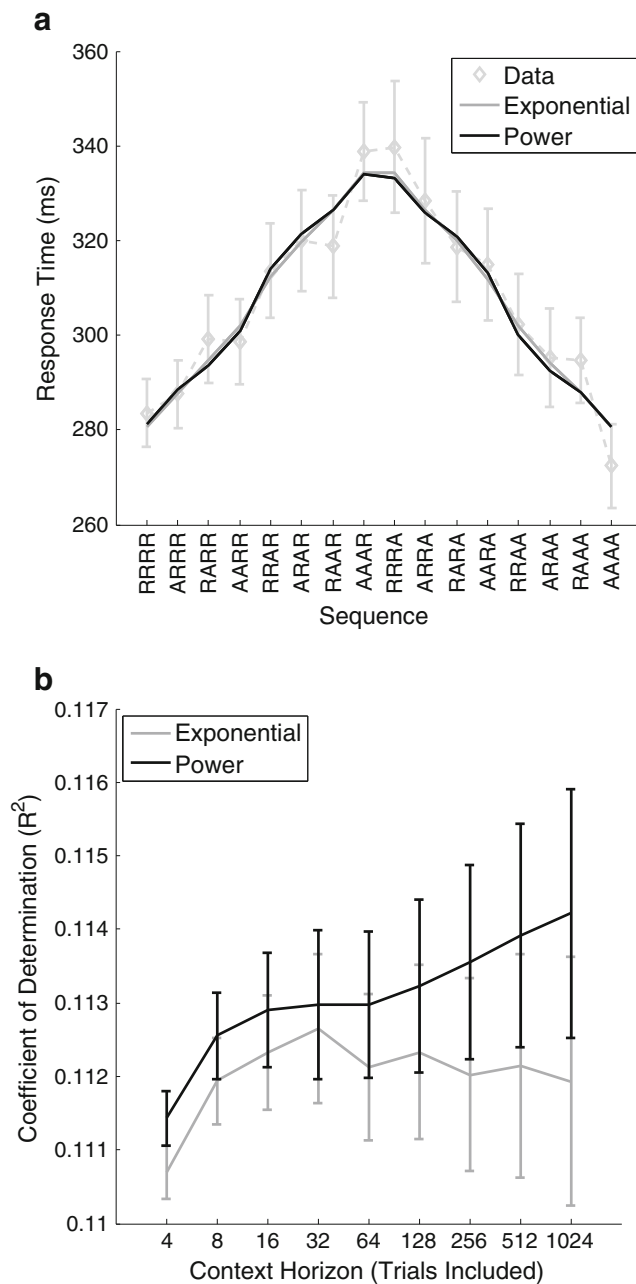 a
360
340
320
300
280
260
Response Time (ms)
Data
Exponential
Power
RRRR
ARRR
RARR
AARR
RRAR
ARAR
RAAR
AAAR
RRRA
ARRA
RARA
AARA
RRAA
ARAA
RAAA
AAAA
Sequence
b
0.117
0.116
0.115
0.114
0.113
0.112
0.111
0.11
Coefficient of Determination (R²)
Exponential
Power
4 8 16 32 64 128 256 512 1024
Context Horizon (Trials Included)